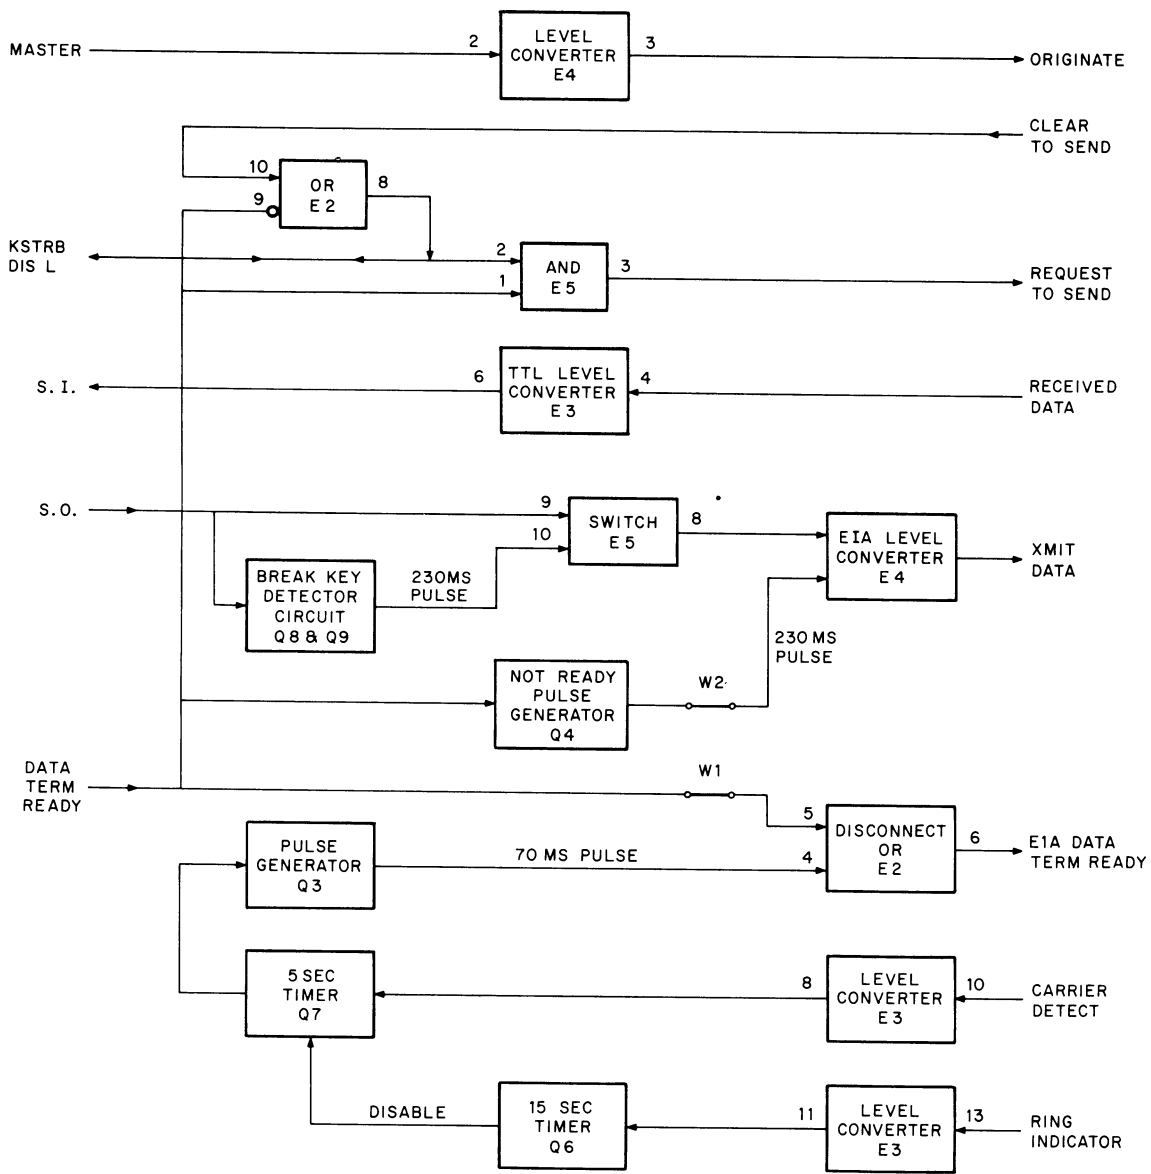 MASTER
2
LEVEL
CONVERTER
E4
3
ORIGINATE
CLEAR
TO SEND
10
9
OR
E2
8
KSTRB
DIS L
2
1
AND
E5
3
REQUEST
TO SEND
S.I.
6
TTL LEVEL
CONVERTER
E3
4
RECEIVED
DATA
S.O.
9
10
SWITCH
E5
8
EIA LEVEL
CONVERTER
E4
XMIT
DATA
BREAK KEY
DETECTOR
CIRCUIT
Q8 & Q9
230MS
PULSE
230 MS
PULSE
NOT READY
PULSE
GENERATOR
Q4
W2
DATA
TERM
READY
W1
5
4
DISCONNECT
OR
E2
6
E1A DATA
TERM READY
PULSE
GENERATOR
Q3
70 MS PULSE
5 SEC
TIMER
Q7
8
LEVEL
CONVERTER
E3
10
CARRIER
DETECT
DISABLE
15 SEC
TIMER
Q6
11
LEVEL
CONVERTER
E3
13
RING
INDICATOR